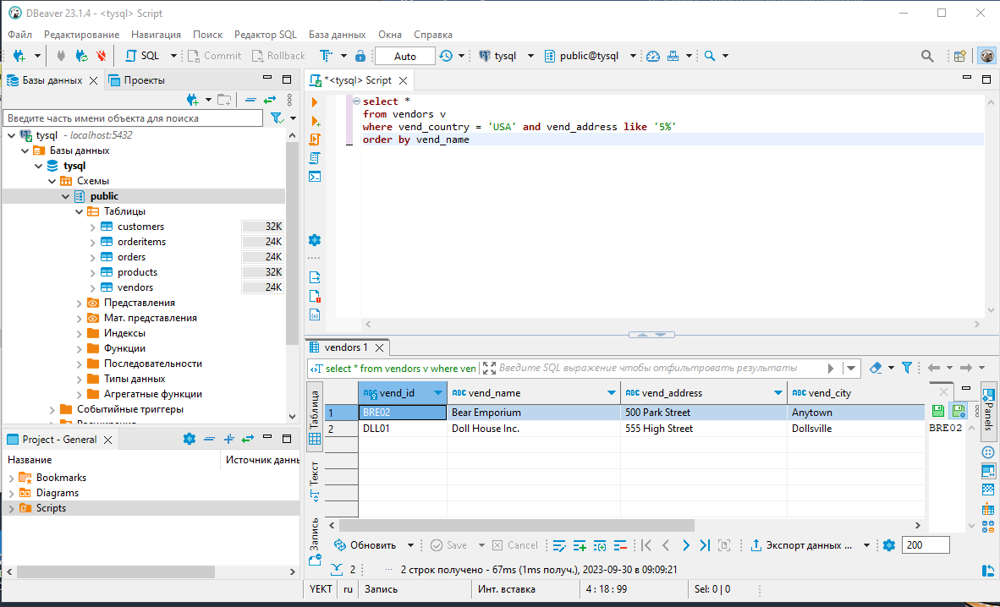 DBeaver 23.1.4 - <tysql> Script
Файл Редактирование Навигация Поиск Редактор SQL База данных Окна Справка
SQL Commit Rollback Auto tysql public@tysql
Базы данных Проекты
Введите часть имени объекта для поиска
tysql - localhost:5432
Базы данных
tysql
Схемы
public
Таблицы
customers 32K
orderitems 24K
orders 24K
products 32K
vendors 24K
Представления
Мат. представления
Индексы
Функции
Последовательности
Типы данных
Агрегатные функции
Событийные триггеры
Расширения
Project - General
Название Источник данн
Bookmarks
Diagrams
Scripts
*<tysql> Script
select *
from vendors v
where vend_country = 'USA' and vend_address like '5%'
order by vend_name
vendors 1
select * from vendors v where ven Введите SQL выражение чтобы отфильтровать результаты
Таблица
Текст
Запись
ABC vend_id ABC vend_name ABC vend_address ABC vend_city
1 BRE02 Bear Emporium 500 Park Street Anytown
2 DLL01 Doll House Inc. 555 High Street Dollsville
BRE02
Panels
Обновить Save Cancel Экспорт данных ... 200
2 2 строк получено - 67ms (1ms получ.), 2023-09-30 в 09:09:21
YEKT ru Запись Инт. вставка 4 : 18 : 99 Sel: 0 | 0